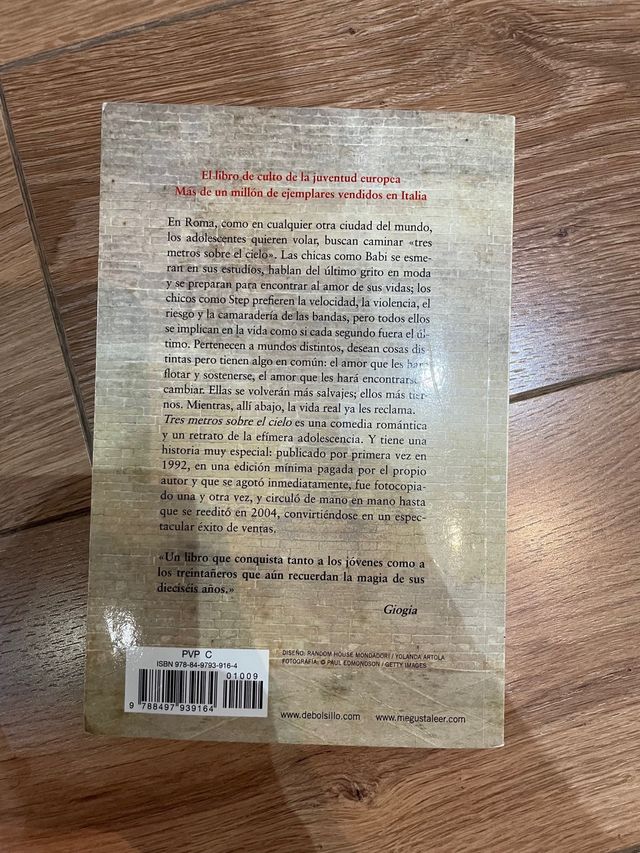 El libro de culto de la juventud europea
Más de un millón de ejemplares vendidos en Italia
En Roma, como en cualquier otra ciudad del mundo,
los adolescentes quieren volar, buscan caminar «tres
metros sobre el cielo». Las chicas como Babi se esme-
ran en sus estudios, hablan del último grito en moda
y se preparan para encontrar al amor de sus vidas; los
chicos como Step prefieren la velocidad, la violencia, el
riesgo y la camaradería de las bandas, pero todos ellos
se implican en la vida como si cada segundo fuera el úl-
timo. Pertenecen a mundos distintos, desean cosas dis
tintas pero tienen algo en común: el amor que les hará
flotar y sostenerse, el amor que les hará encontrarse
cambiar. Ellas se volverán más salvajes; ellos más tier-
nos. Mientras, allí abajo, la vida real ya les reclama.
Tres metros sobre el cielo es una comedia romántica
y un retrato de la efímera adolescencia. Y tiene una
historia muy especial: publicado por primera vez en
1992, en una edición mínima pagada por el propio
autor y que se agotó inmediatamente, fue fotocopia-
do una y otra vez, y circuló de mano en mano hasta
que se reeditó en 2004, convirtiéndose en un espec-
tacular éxito de ventas.
«Un libro que conquista tanto a los jóvenes como a
los treintañeros que aún recuerdan la magia de sus
dieciséis años.»
Giogia
PVP C
ISBN 978-84-9793-916-4
01009
9 788497 939164
DISEÑO: RANDOM HOUSE MONDADORI / YOLANDA ARTOLA
FOTOGRAFÍA: © PAUL EDMONDSON / GETTY IMAGES
www.debolsillo.com www.megustaleer.com